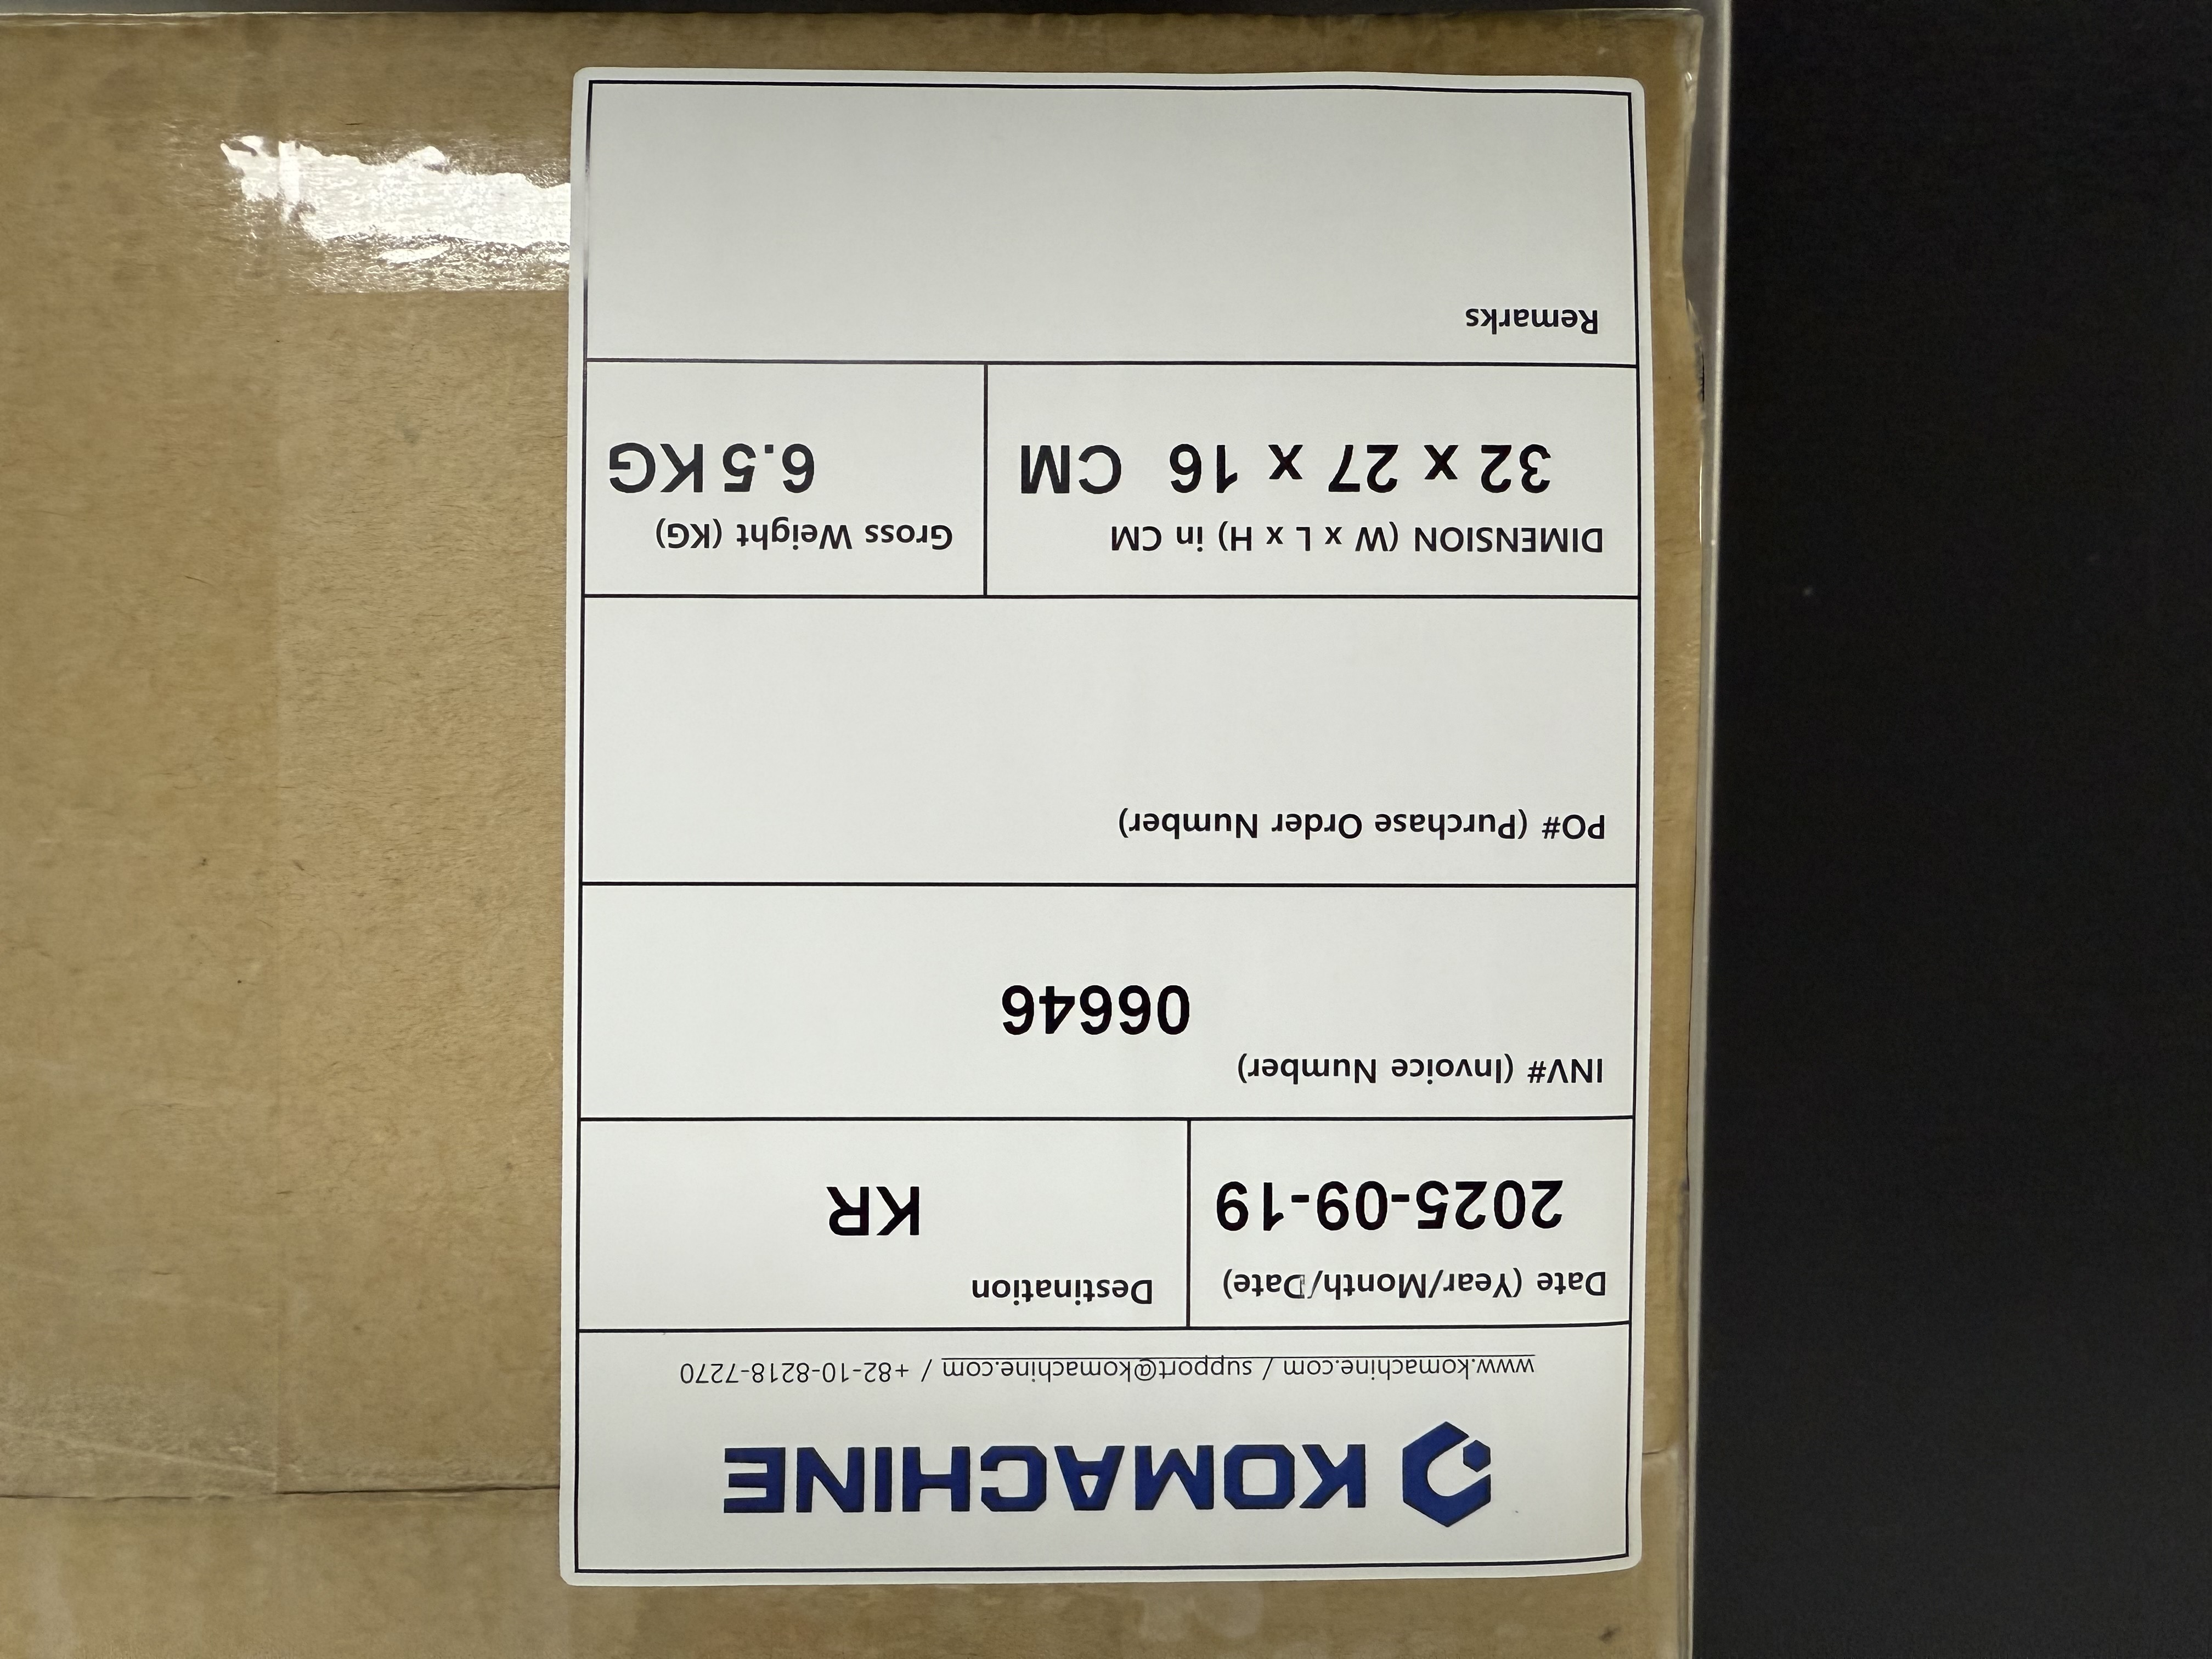 KOMACHINE
www.komachine.com / support@komachine.com / +82-10-8218-7270
Date (Year/Month/Date)
2025-09-19
Destination
KR
INV# (Invoice Number)
06646
PO# (Purchase Order Number)
DIMENSION (W x L x H) in CM
32 x 27 x 16 CM
Gross Weight (KG)
6.5 KG
Remarks